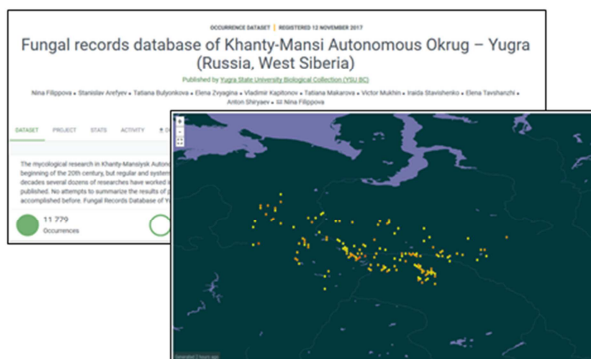 OCCURRENCE DATASET | REGISTERED 12 NOVEMBER 2017
Fungal records database of Khanty-Mansi Autonomous Okrug – Yugra
(Russia, West Siberia)
Published by Yugra State University Biological Collection (YSU BC)
Nina Filippova • Stanislav Arefyev • Tatiana Bulyonkova • Elena Zvyagina • Vladimir Kapitonov • Tatiana Makarova • Victor Mukhin • Iraida Stavishenko • Elena Tavshanzhi •
Anton Shiryaev • Nina Filippova
DATASET PROJECT STATS ACTIVITY
The mycological research in Khanty-Mansiysk Auton
beginning of the 20th century, but regular and system
decades several dozens of researchers have worked
published. No attempts to summarize the results of
accomplished before. Fungal Records Database of Y
11 779
Occurrences